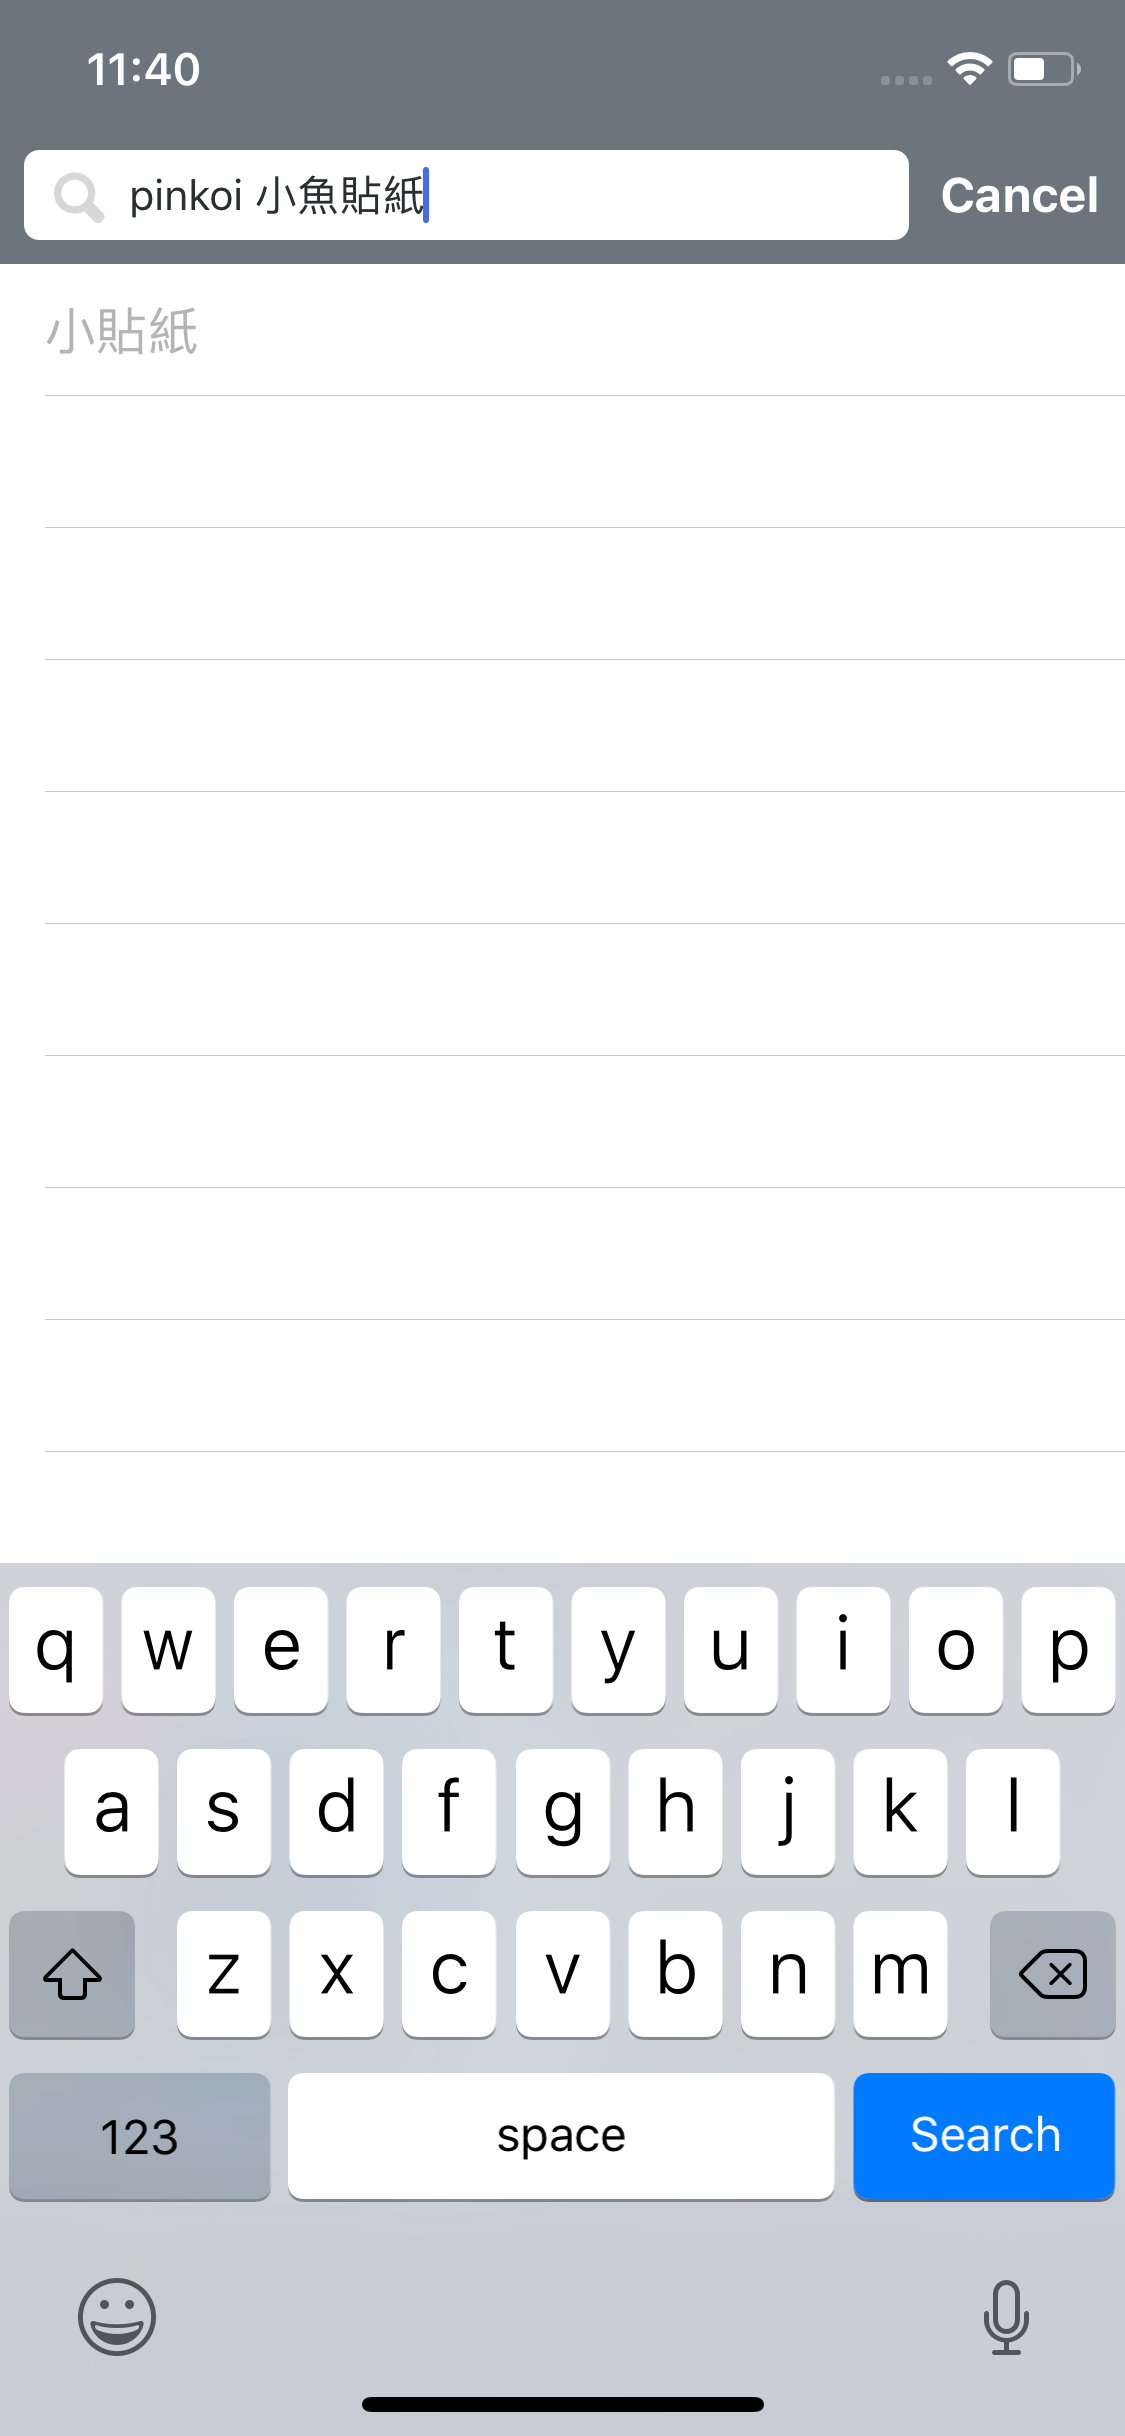 11:40
pinkoi 小魚貼紙 Cancel
小貼紙
q w e r t y u i o p
a s d f g h j k l
z x c v b n m
123 space Search